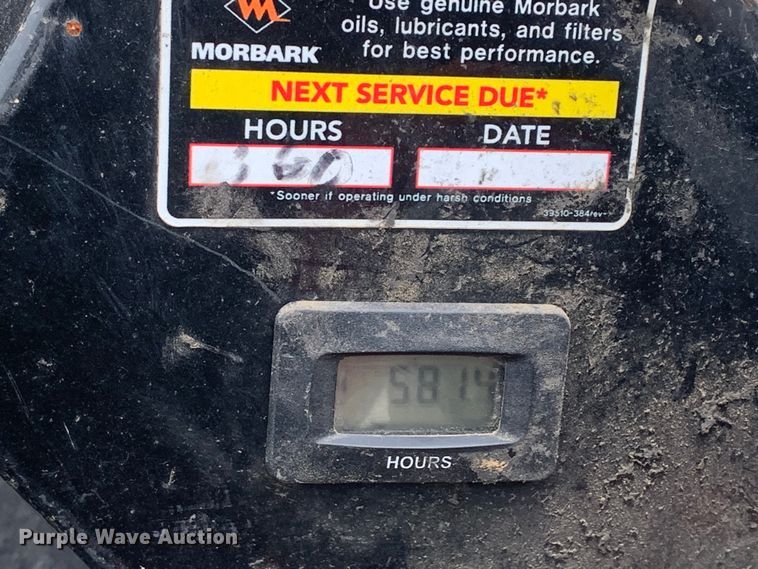 Use genuine Morbark
oils, lubricants, and filters
for best performance.
MORBARK
NEXT SERVICE DUE*
HOURS
DATE
*Sooner if operating under harsh conditions
5814
HOURS
Purple Wave Auction